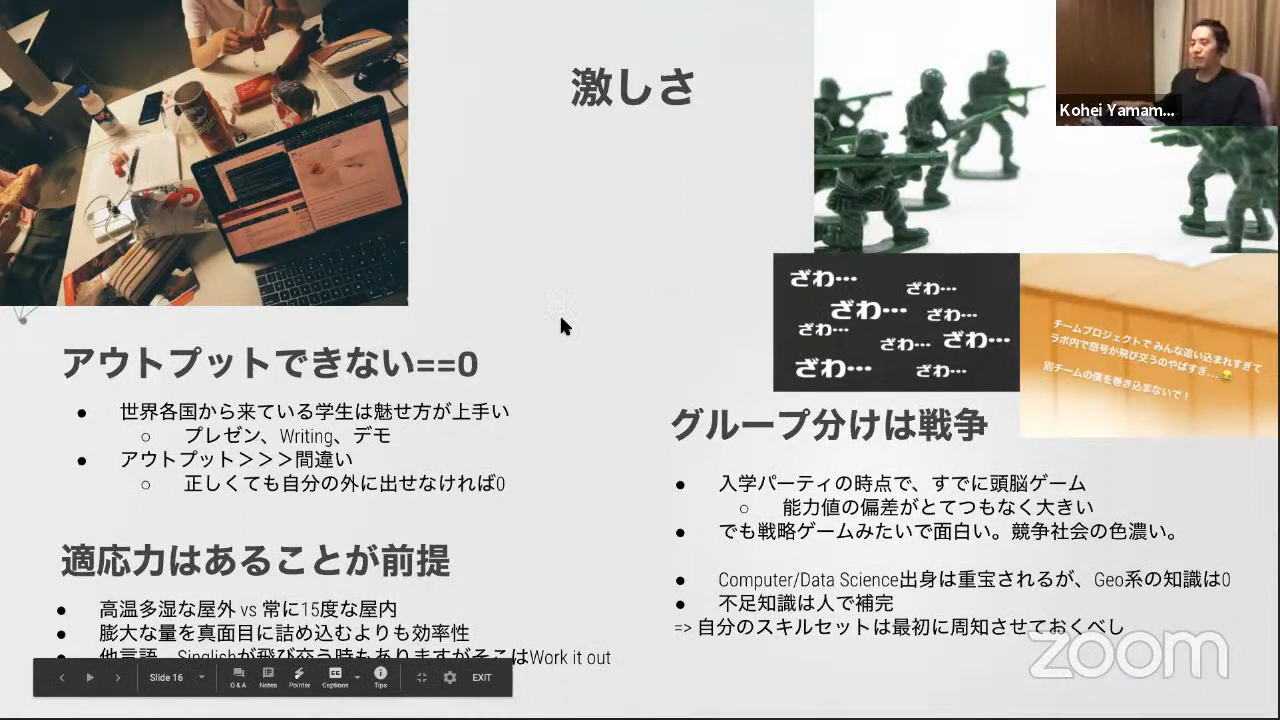 激しさ
Kohei Yamam...
ざわ…
ざわ…
ざわ…
ざわ…
ざわ…
ざわ…
ざわ…
ざわ…
ざわ…
チームプロジェクトで みんな追い込まれすぎて
ラボ内で怒号が飛び交うのやばすぎ...😂
別チームの僕を巻き込まないで！
アウトプットできない==0
● 世界各国から来ている学生は魅せ方が上手い
○ プレゼン、Writing、デモ
● アウトプット＞＞＞間違い
○ 正しくても自分の外に出せなければ0
適応力はあることが前提
● 高温多湿な屋外 vs 常に15度な屋内
● 膨大な量を真面目に詰め込むよりも効率性
● 他言語、Singlishが飛び交う時もありますがそこはWork it out
グループ分けは戦争
● 入学パーティの時点で、すでに頭脳ゲーム
○ 能力値の偏差がとてつもなく大きい
● でも戦略ゲームみたいで面白い。競争社会の色濃い。
● Computer/Data Science出身は重宝されるが、Geo系の知識は0
● 不足知識は人で補完
=> 自分のスキルセットは最初に周知させておくべし
Slide 16
Q & A
Notes
Pointer
Captions
Tips
EXIT
zoom